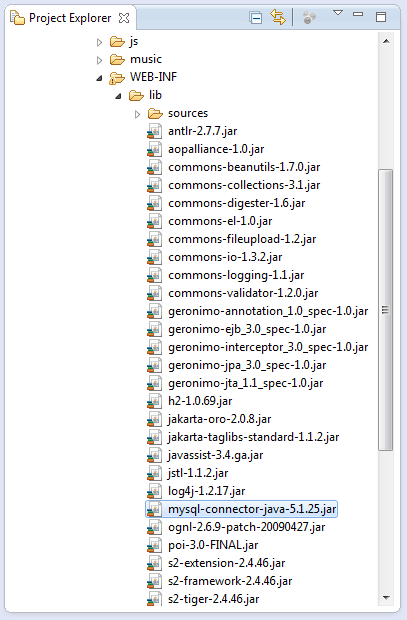 Project Explorer
js
music
WEB-INF
lib
sources
antlr-2.7.7.jar
aopalliance-1.0.jar
commons-beanutils-1.7.0.jar
commons-collections-3.1.jar
commons-digester-1.6.jar
commons-el-1.0.jar
commons-fileupload-1.2.jar
commons-io-1.3.2.jar
commons-logging-1.1.jar
commons-validator-1.2.0.jar
geronimo-annotation_1.0_spec-1.0.jar
geronimo-ejb_3.0_spec-1.0.jar
geronimo-interceptor_3.0_spec-1.0.jar
geronimo-jpa_3.0_spec-1.0.jar
geronimo-jta_1.1_spec-1.0.jar
h2-1.0.69.jar
jakarta-oro-2.0.8.jar
jakarta-taglibs-standard-1.1.2.jar
javassist-3.4.ga.jar
jstl-1.1.2.jar
log4j-1.2.17.jar
mysql-connector-java-5.1.25.jar
ognl-2.6.9-patch-20090427.jar
poi-3.0-FINAL.jar
s2-extension-2.4.46.jar
s2-framework-2.4.46.jar
s2-tiger-2.4.46.jar